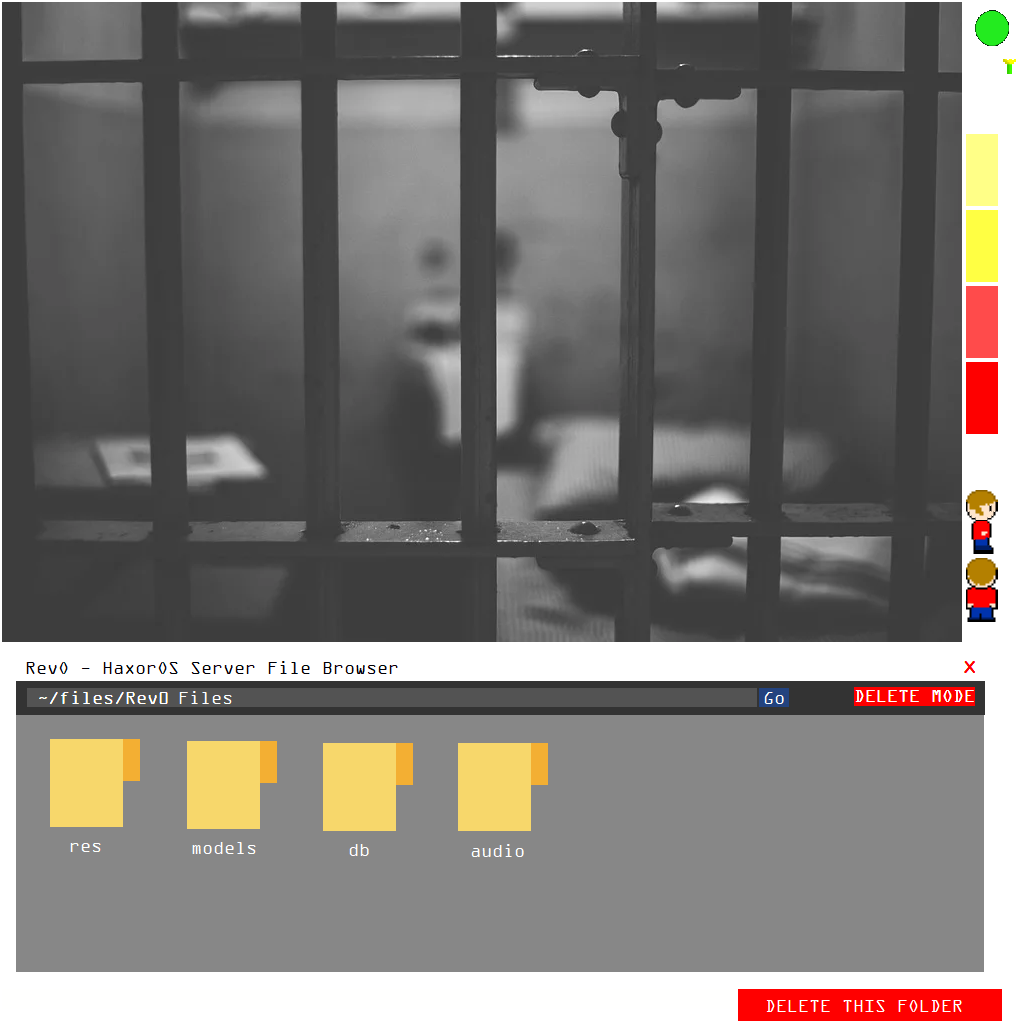 RevO - HaxorOS Server File Browser
X
~/files/RevO Files
Go
DELETE MODE
res
models
db
audio
DELETE THIS FOLDER